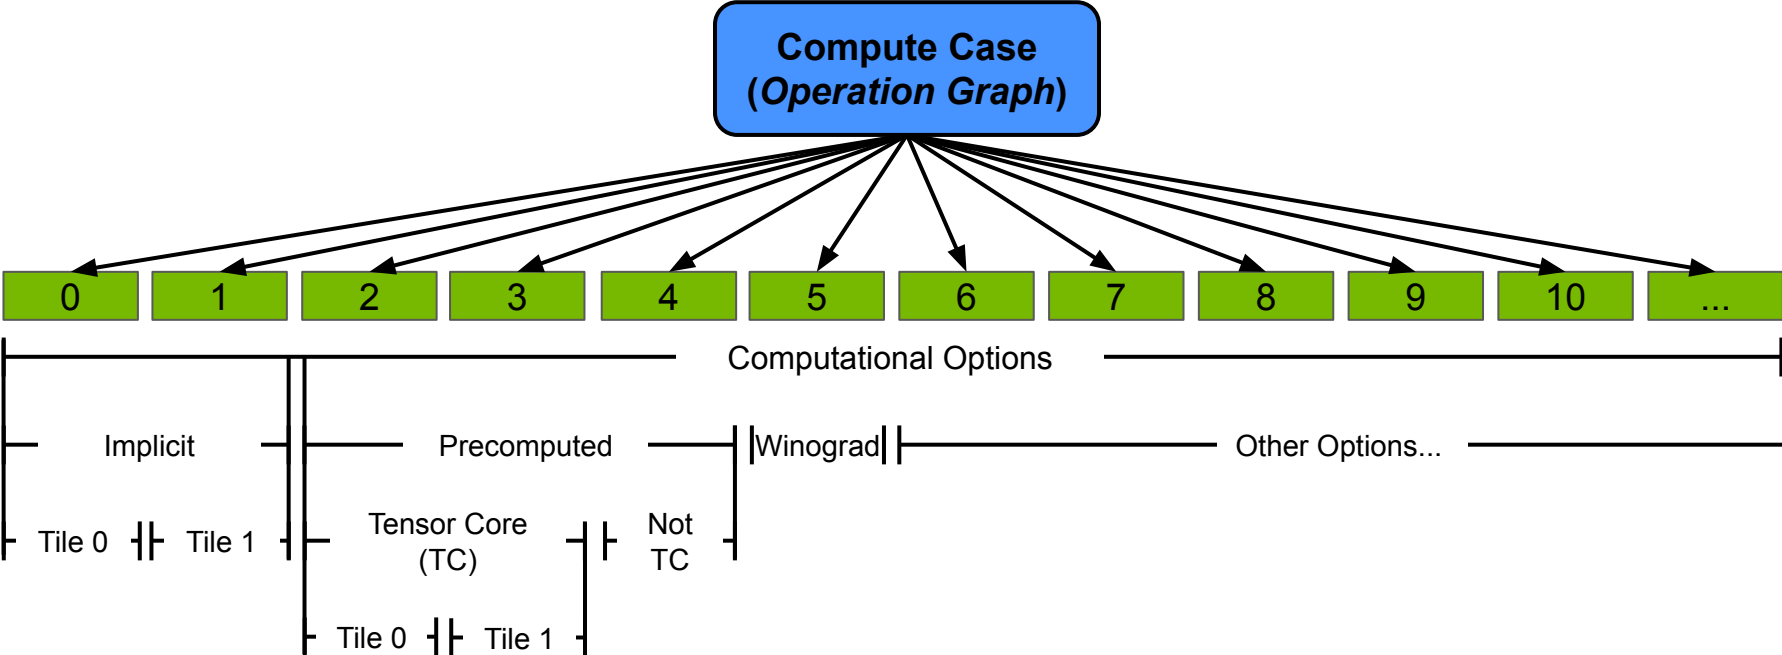 Compute Case
(Operation Graph)
0 1 2 3 4 5 6 7 8 9 10 ...
Computational Options
Implicit Precomputed Winograd Other Options...
Tile 0 Tile 1 Tensor Core Not
(TC) TC
Tile 0 Tile 1